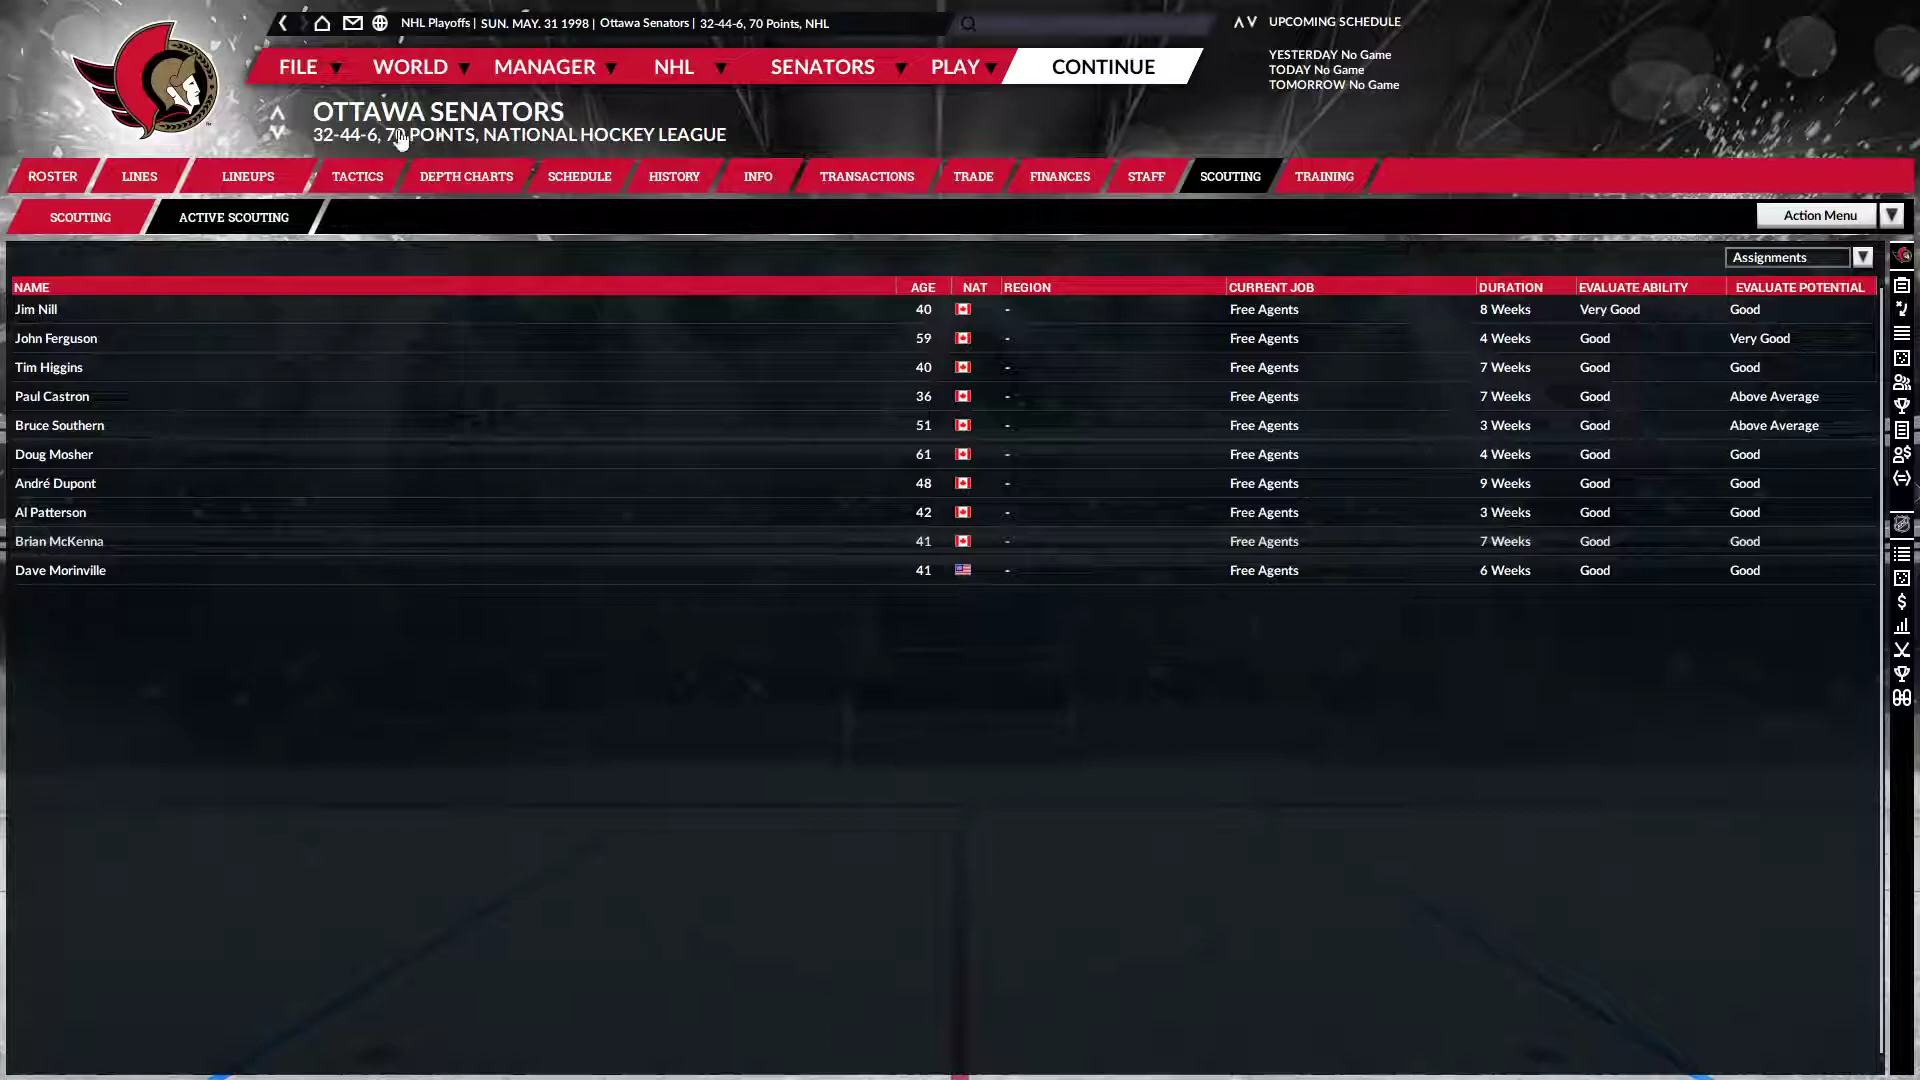 NHL Playoffs | SUN. MAY. 31 1998 | Ottawa Senators | 32-44-6, 70 Points, NHL
UPCOMING SCHEDULE
YESTERDAY No Game
TODAY No Game
TOMORROW No Game
FILE WORLD MANAGER NHL SENATORS PLAY CONTINUE
OTTAWA SENATORS
32-44-6, 70 POINTS, NATIONAL HOCKEY LEAGUE
ROSTER LINES LINEUPS TACTICS DEPTH CHARTS SCHEDULE HISTORY INFO TRANSACTIONS TRADE FINANCES STAFF SCOUTING TRAINING
SCOUTING ACTIVE SCOUTING Action Menu
Assignments
NAME AGE NAT REGION CURRENT JOB DURATION EVALUATE ABILITY EVALUATE POTENTIAL
Jim Nill 40 - Free Agents 8 Weeks Very Good Good
John Ferguson 59 - Free Agents 4 Weeks Good Very Good
Tim Higgins 40 - Free Agents 7 Weeks Good Good
Paul Castron 36 - Free Agents 7 Weeks Good Above Average
Bruce Southern 51 - Free Agents 3 Weeks Good Above Average
Doug Mosher 61 - Free Agents 4 Weeks Good Good
André Dupont 48 - Free Agents 9 Weeks Good Good
Al Patterson 42 - Free Agents 3 Weeks Good Good
Brian McKenna 41 - Free Agents 7 Weeks Good Good
Dave Morinville 41 - Free Agents 6 Weeks Good Good